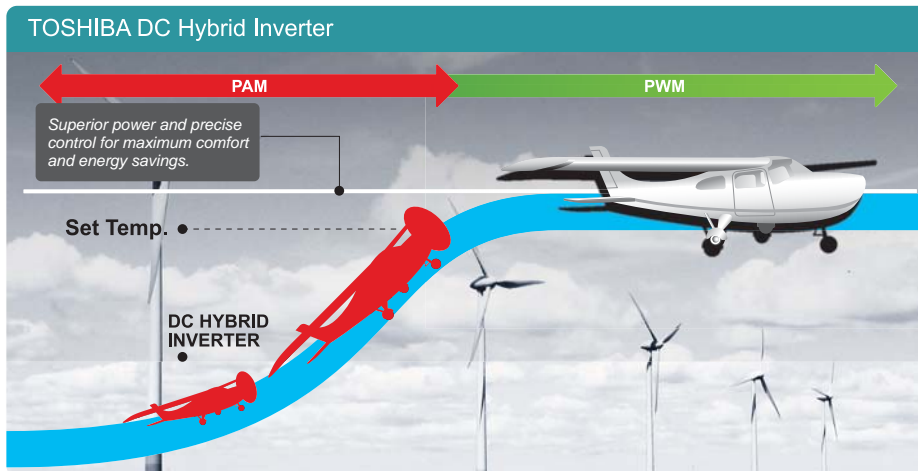 TOSHIBA DC Hybrid Inverter
PAM
PWM
Superior power and precise
control for maximum comfort
and energy savings.
Set Temp.
DC HYBRID
INVERTER